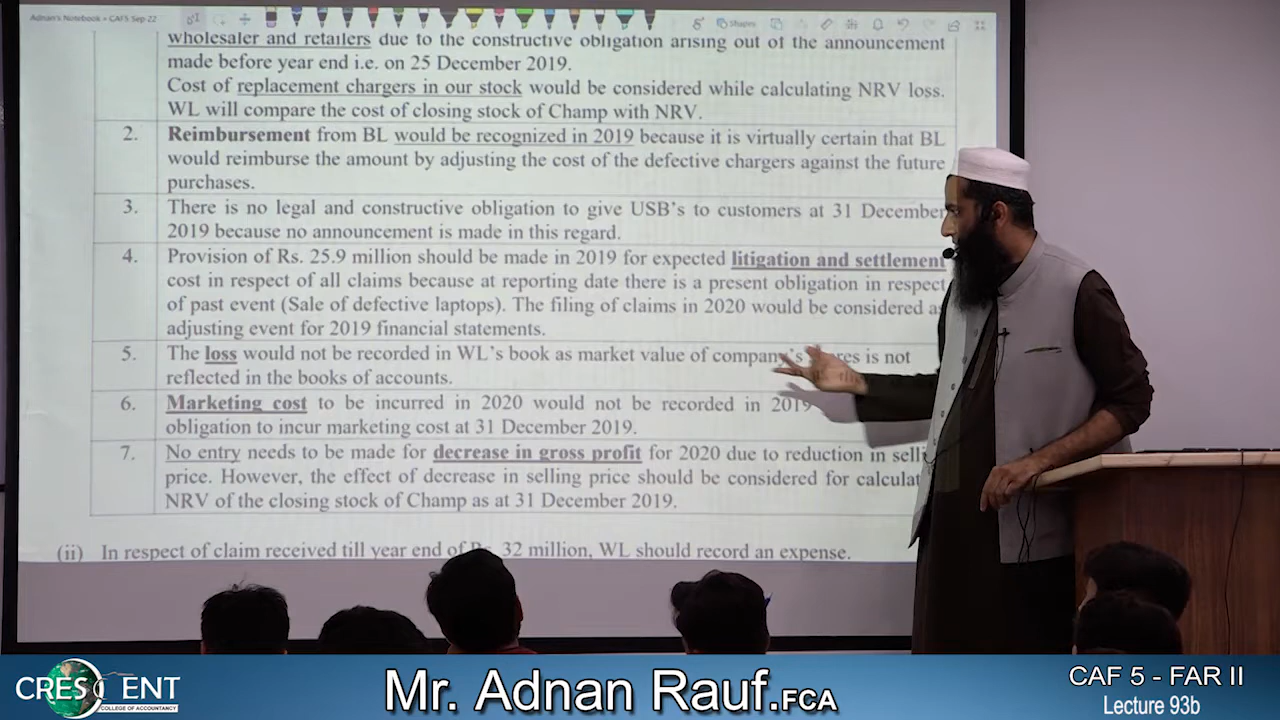 Adnan's Notebook » CAF5 Sep 22
Shapes
wholesaler and retailers due to the constructive obligation arising out of the announcement
made before year end i.e. on 25 December 2019.
Cost of replacement chargers in our stock would be considered while calculating NRV loss.
WL will compare the cost of closing stock of Champ with NRV.
2. Reimbursement from BL would be recognized in 2019 because it is virtually certain that BL
would reimburse the amount by adjusting the cost of the defective chargers against the future
purchases.
3. There is no legal and constructive obligation to give USB's to customers at 31 December
2019 because no announcement is made in this regard.
4. Provision of Rs. 25.9 million should be made in 2019 for expected litigation and settlement
cost in respect of all claims because at reporting date there is a present obligation in respect
of past event (Sale of defective laptops). The filing of claims in 2020 would be considered as
adjusting event for 2019 financial statements.
5. The loss would not be recorded in WL's book as market value of company's is not
reflected in the books of accounts.
6. Marketing cost to be incurred in 2020 would not be recorded in 2019
obligation to incur marketing cost at 31 December 2019.
7. No entry needs to be made for decrease in gross profit for 2020 due to reduction in selli
price. However, the effect of decrease in selling price should be considered for calculat
NRV of the closing stock of Champ as at 31 December 2019.
(ii) In respect of claim received till year end of 32 million, WL should record an expense.
CRESCENT
COLLEGE OF ACCOUNTANCY
Mr. Adnan Rauf.FCA
CAF 5 - FAR II
Lecture 93b